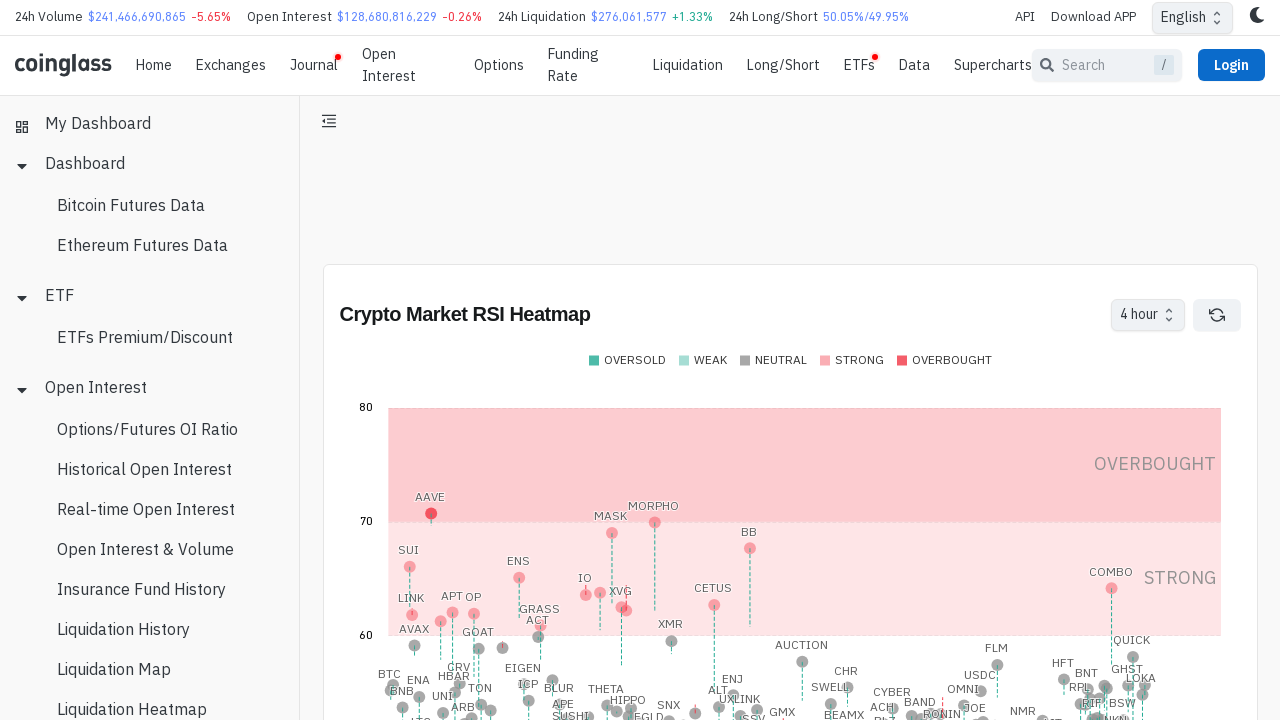 24h Volume $241,466,690,865 -5.65% Open Interest $128,680,816,229 -0.26% 24h Liquidation $276,061,577 +1.33% 24h Long/Short 50.05%/49.95% API Download APP English
coinglass Home Exchanges Journal Open Interest Options Funding Rate Liquidation Long/Short ETFs Data Supercharts Search / Login
My Dashboard
Dashboard
Bitcoin Futures Data
Ethereum Futures Data
ETF
ETFs Premium/Discount
Open Interest
Options/Futures OI Ratio
Historical Open Interest
Real-time Open Interest
Open Interest & Volume
Insurance Fund History
Liquidation History
Liquidation Map
Liquidation Heatmap
Crypto Market RSI Heatmap
4 hour
OVERSOLD WEAK NEUTRAL STRONG OVERBOUGHT
80
OVERBOUGHT
AAVE
MORPHO
MASK
70
BB
SUI
ENS
COMBO
STRONG
IO
CETUS
XVG
LINK
APT OP
GRASS
ACT
XMR
AVAX
GOAT
60
QUICK
AUCTION
FLM
HFT
CRV
EIGEN
GHST
BTC
HBAR
CHR
USDC
BNT
ENA
ENJ
LOKA
ICP
TON
BLUR
THETA
ALT
SWELL
OMNI
RPL
BNB
UNI
CYBER
HIPPO
UXLINK
BAND
BSW
APE
SNX
ARB
ACH
JOE
RIF
GMX
NMR
RONIN
SUSHI
BEAMX